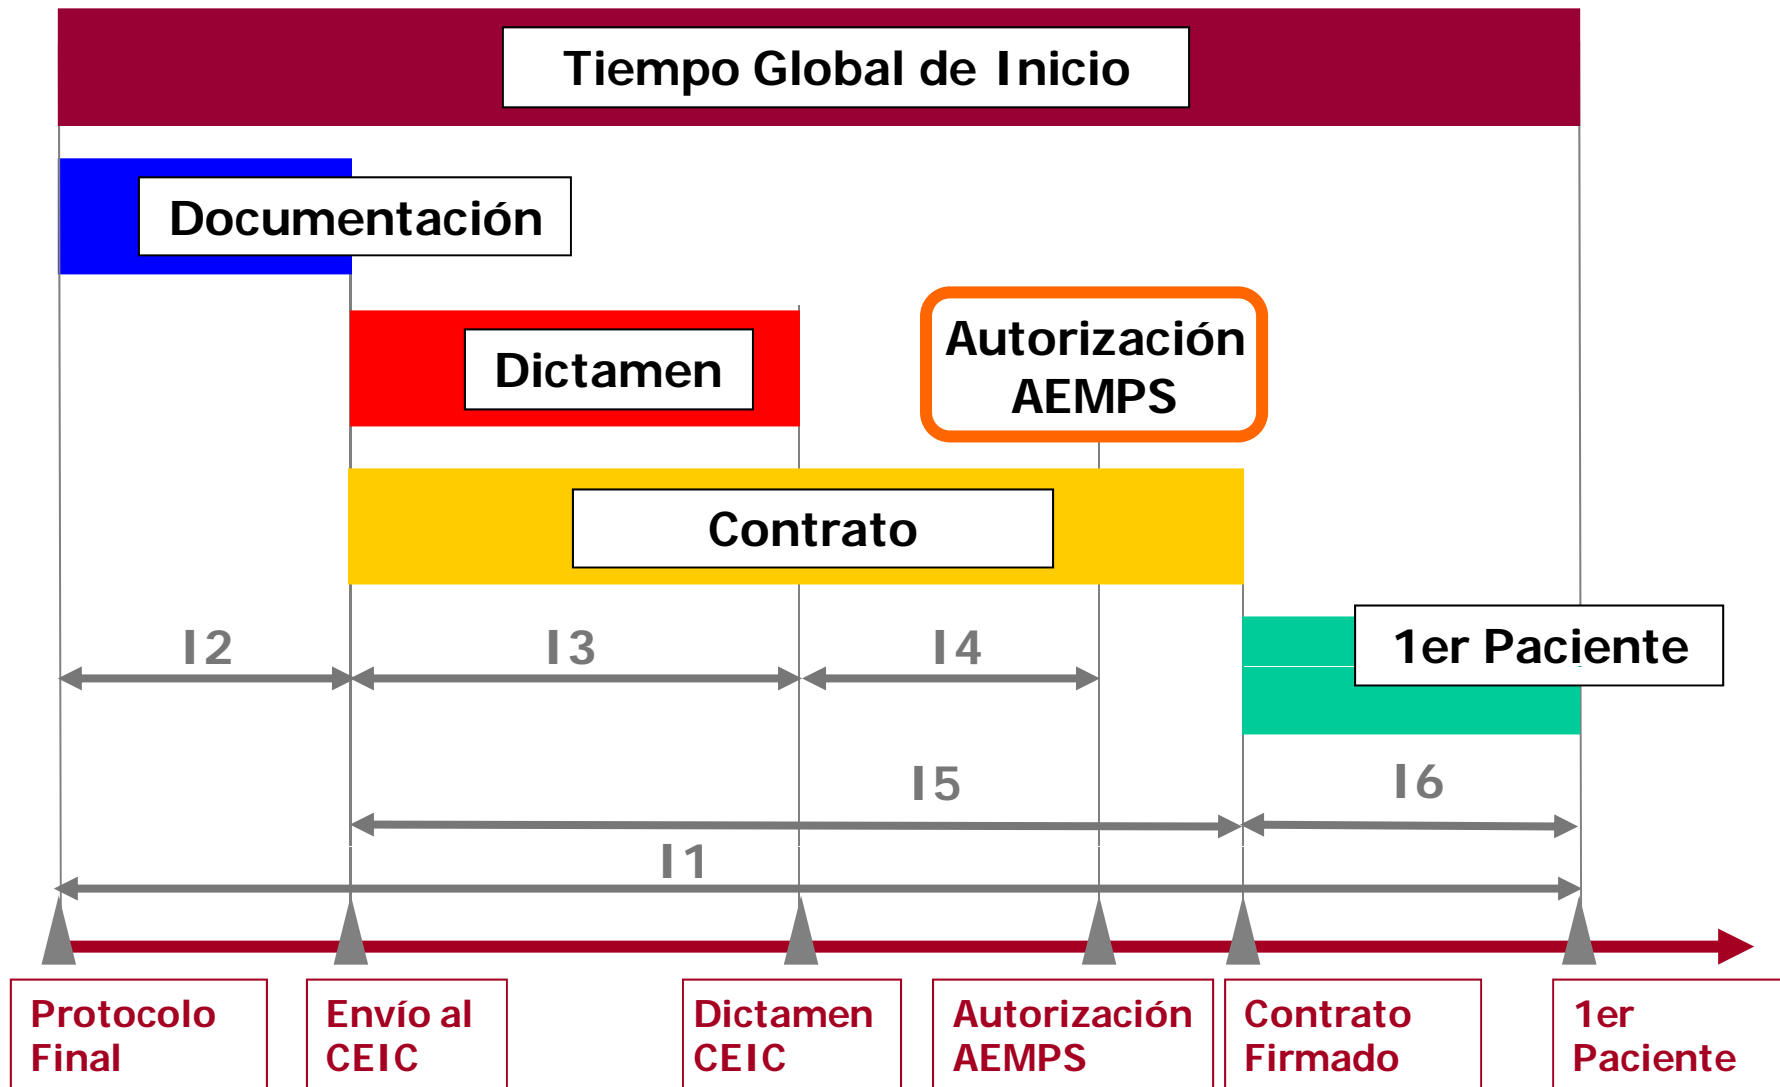 Tiempo Global de Inicio
Documentación
Dictamen
Autorización
AEMPS
Contrato
I2
I3
I4
1er Paciente
I5
I6
I1
Protocolo
Final
Envío al
CEIC
Dictamen
CEIC
Autorización
AEMPS
Contrato
Firmado
1er
Paciente